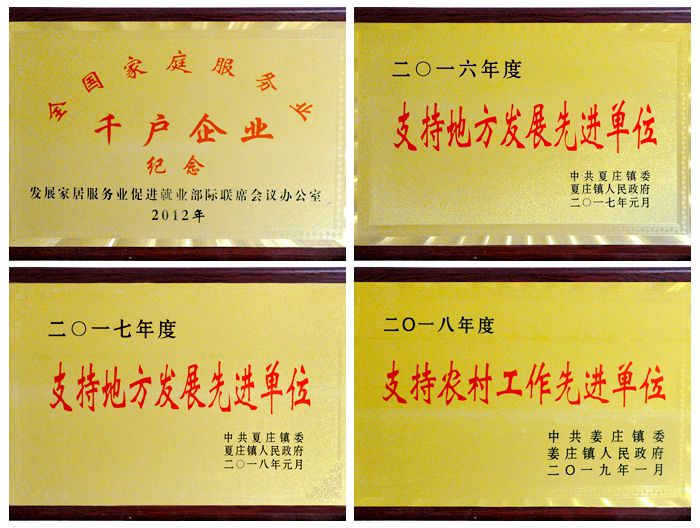 全国家庭服务业
千户企业
纪念
发展家居服务业促进就业部际联席会议办公室
2012年
二〇一六年度
支持地方发展先进单位
中共夏庄镇委
夏庄镇人民政府
二〇一七年元月
二〇一七年度
支持地方发展先进单位
中共夏庄镇委
夏庄镇人民政府
二〇一八年元月
二〇一八年度
支持农村工作先进单位
中共姜庄镇委
姜庄镇人民政府
二〇一九年一月